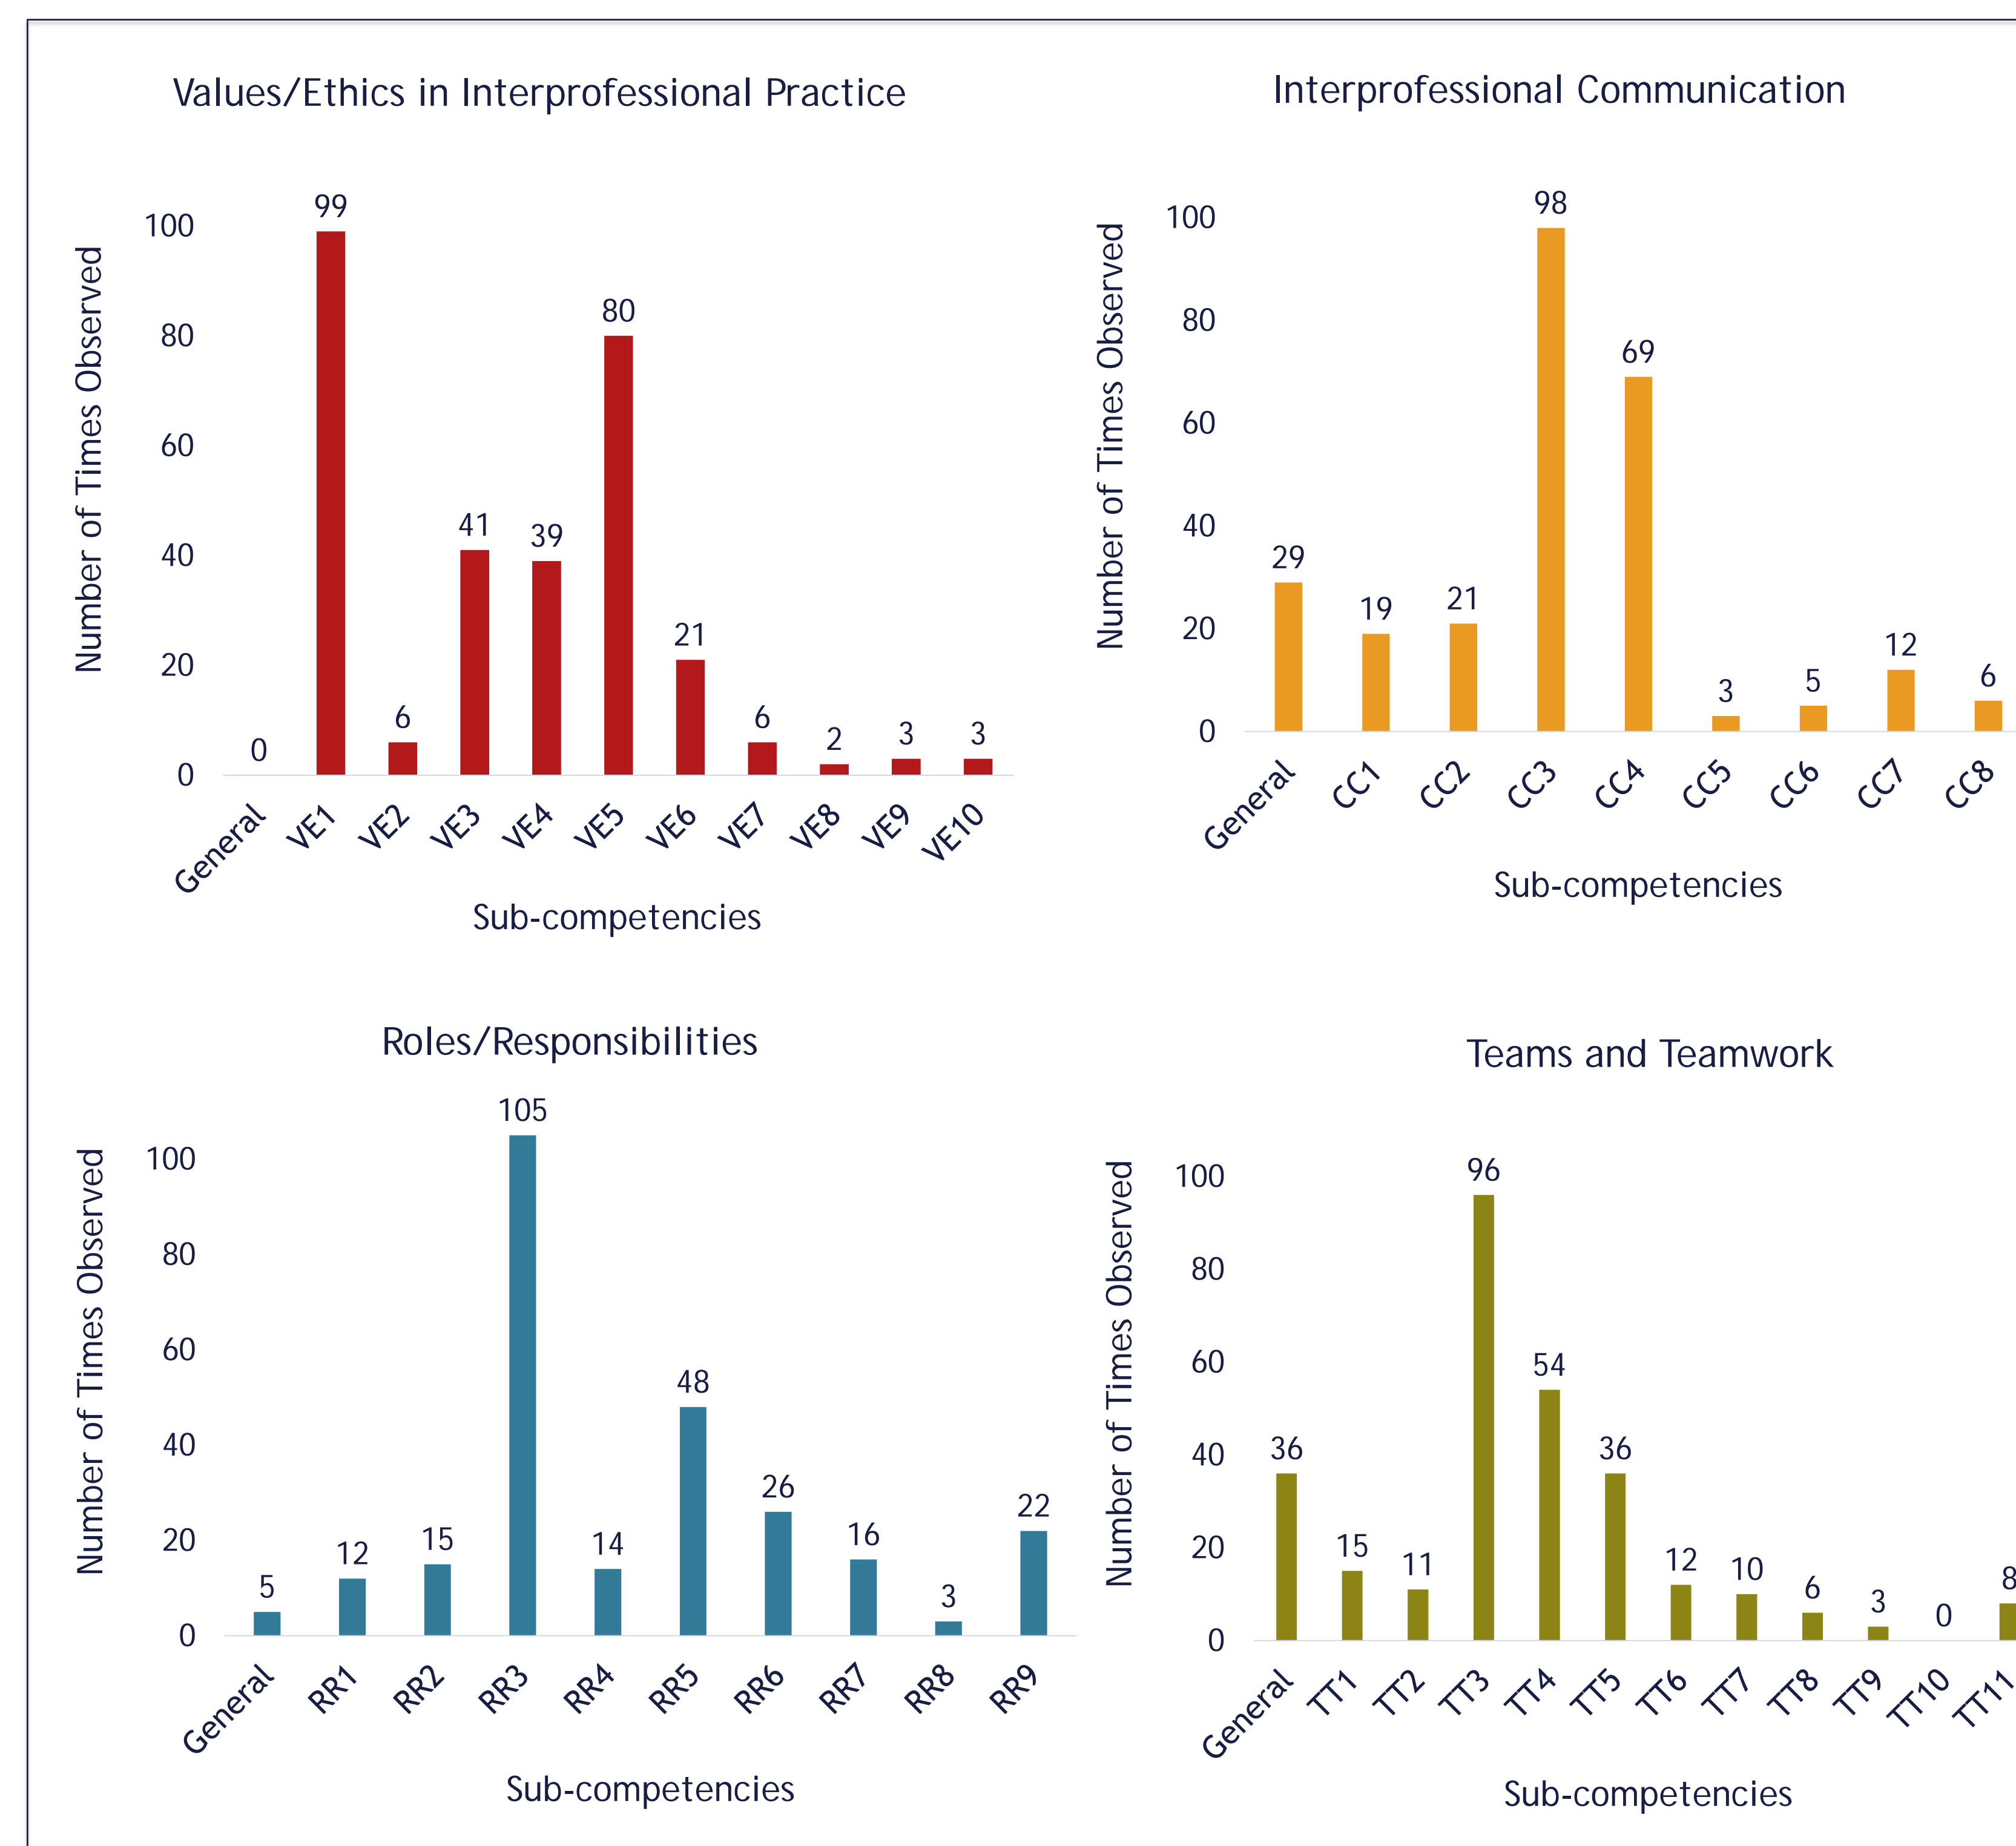 Values/Ethics in Interprofessional Practice
Number of Times Observed
100
80
60
40
20
0
0
99
6
41
39
80
21
6
2
3
3
General
VE1
VE2
VE3
VE4
VE5
VE6
VE7
VE8
VE9
VE10
Sub-competencies
Interprofessional Communication
Number of Times Observed
100
80
60
40
20
0
29
19
21
98
69
3
5
12
6
General
CC1
CC2
CC3
CC4
CC5
CC6
CC7
CC8
Sub-competencies
Roles/Responsibilities
Number of Times Observed
100
80
60
40
20
0
5
12
15
105
14
48
26
16
3
22
General
RR1
RR2
RR3
RR4
RR5
RR6
RR7
RR8
RR9
Sub-competencies
Teams and Teamwork
Number of Times Observed
100
80
60
40
20
0
36
15
11
96
54
36
12
10
6
3
0
8
General
TT1
TT2
TT3
TT4
TT5
TT6
TT7
TT8
TT9
TT10
TT11
Sub-competencies